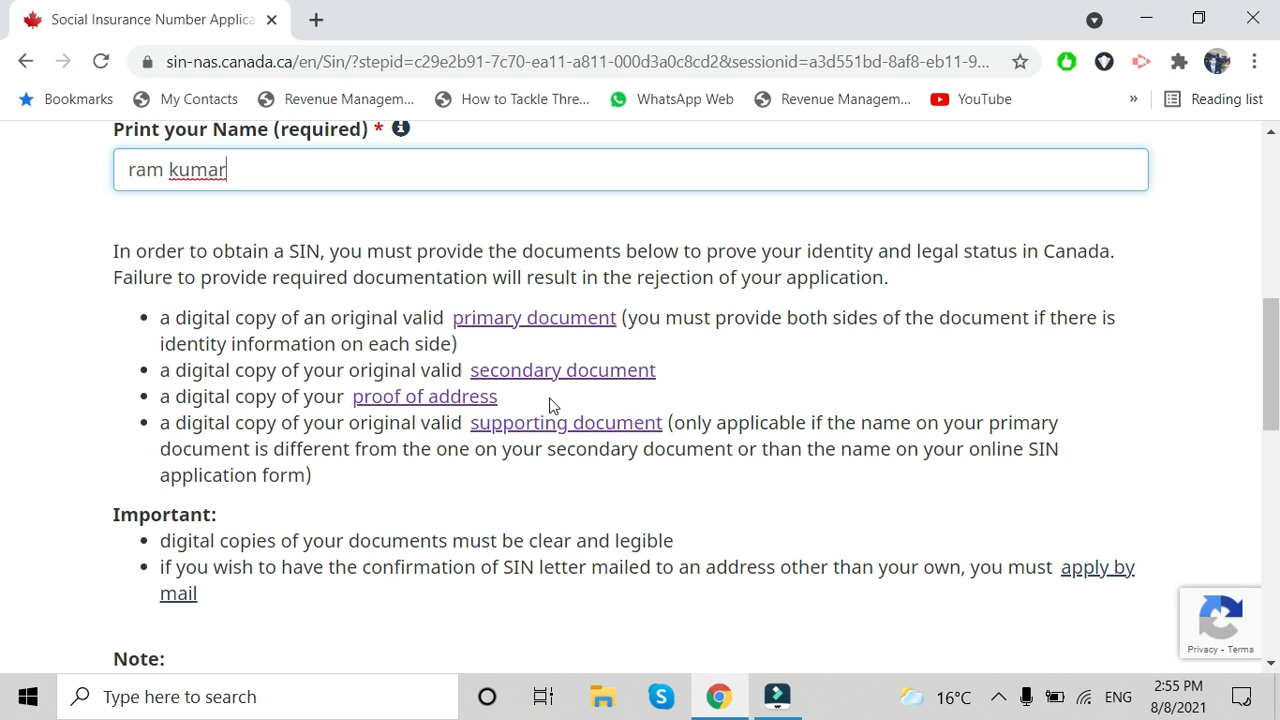 Social Insurance Number Applica
sin-nas.canada.ca/en/Sin/?stepid=c29e2b91-7c70-ea11-a811-000d3a0c8cd2&sessionid=a3d551bd-8af8-eb11-9...
Bookmarks My Contacts Revenue Managem... How to Tackle Thre... WhatsApp Web Revenue Managem... YouTube » Reading list
Print your Name (required) *
ram kumar
In order to obtain a SIN, you must provide the documents below to prove your identity and legal status in Canada.
Failure to provide required documentation will result in the rejection of your application.
• a digital copy of an original valid primary document (you must provide both sides of the document if there is
identity information on each side)
• a digital copy of your original valid secondary document
• a digital copy of your proof of address
• a digital copy of your original valid supporting document (only applicable if the name on your primary
document is different from the one on your secondary document or than the name on your online SIN
application form)
Important:
• digital copies of your documents must be clear and legible
• if you wish to have the confirmation of SIN letter mailed to an address other than your own, you must apply by
mail
Privacy - Terms
Note:
Type here to search
16°C
ENG
2:55 PM
8/8/2021